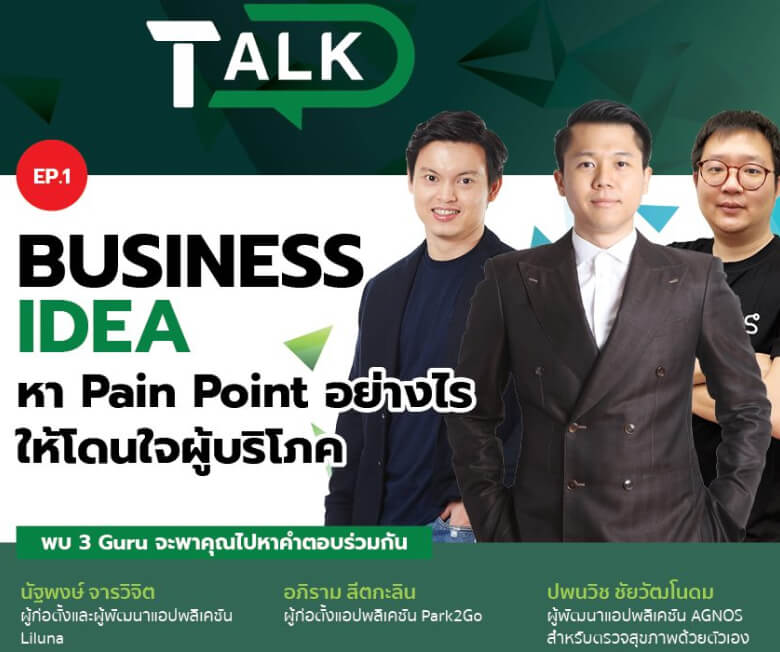 TALK
EP.1
BUSINESS
IDEA
หา Pain Point อย่างไร
ให้โดนใจผู้บริโภค
พบ 3 Guru จะพาคุณไปหาคำตอบร่วมกัน
นัฐพงษ์ จารวิจิต
ผู้ก่อตั้งและผู้พัฒนาแอปพลิเคชัน
Liluna
อภิราม สีตกะลิน
ผู้ก่อตั้งแอปพลิเคชัน Park2Go
ปพนวิช ชัยวัฒโนดม
ผู้พัฒนาแอปพลิเคชัน AGNOS
สำหรับตรวจสุขภาพด้วยตัวเอง